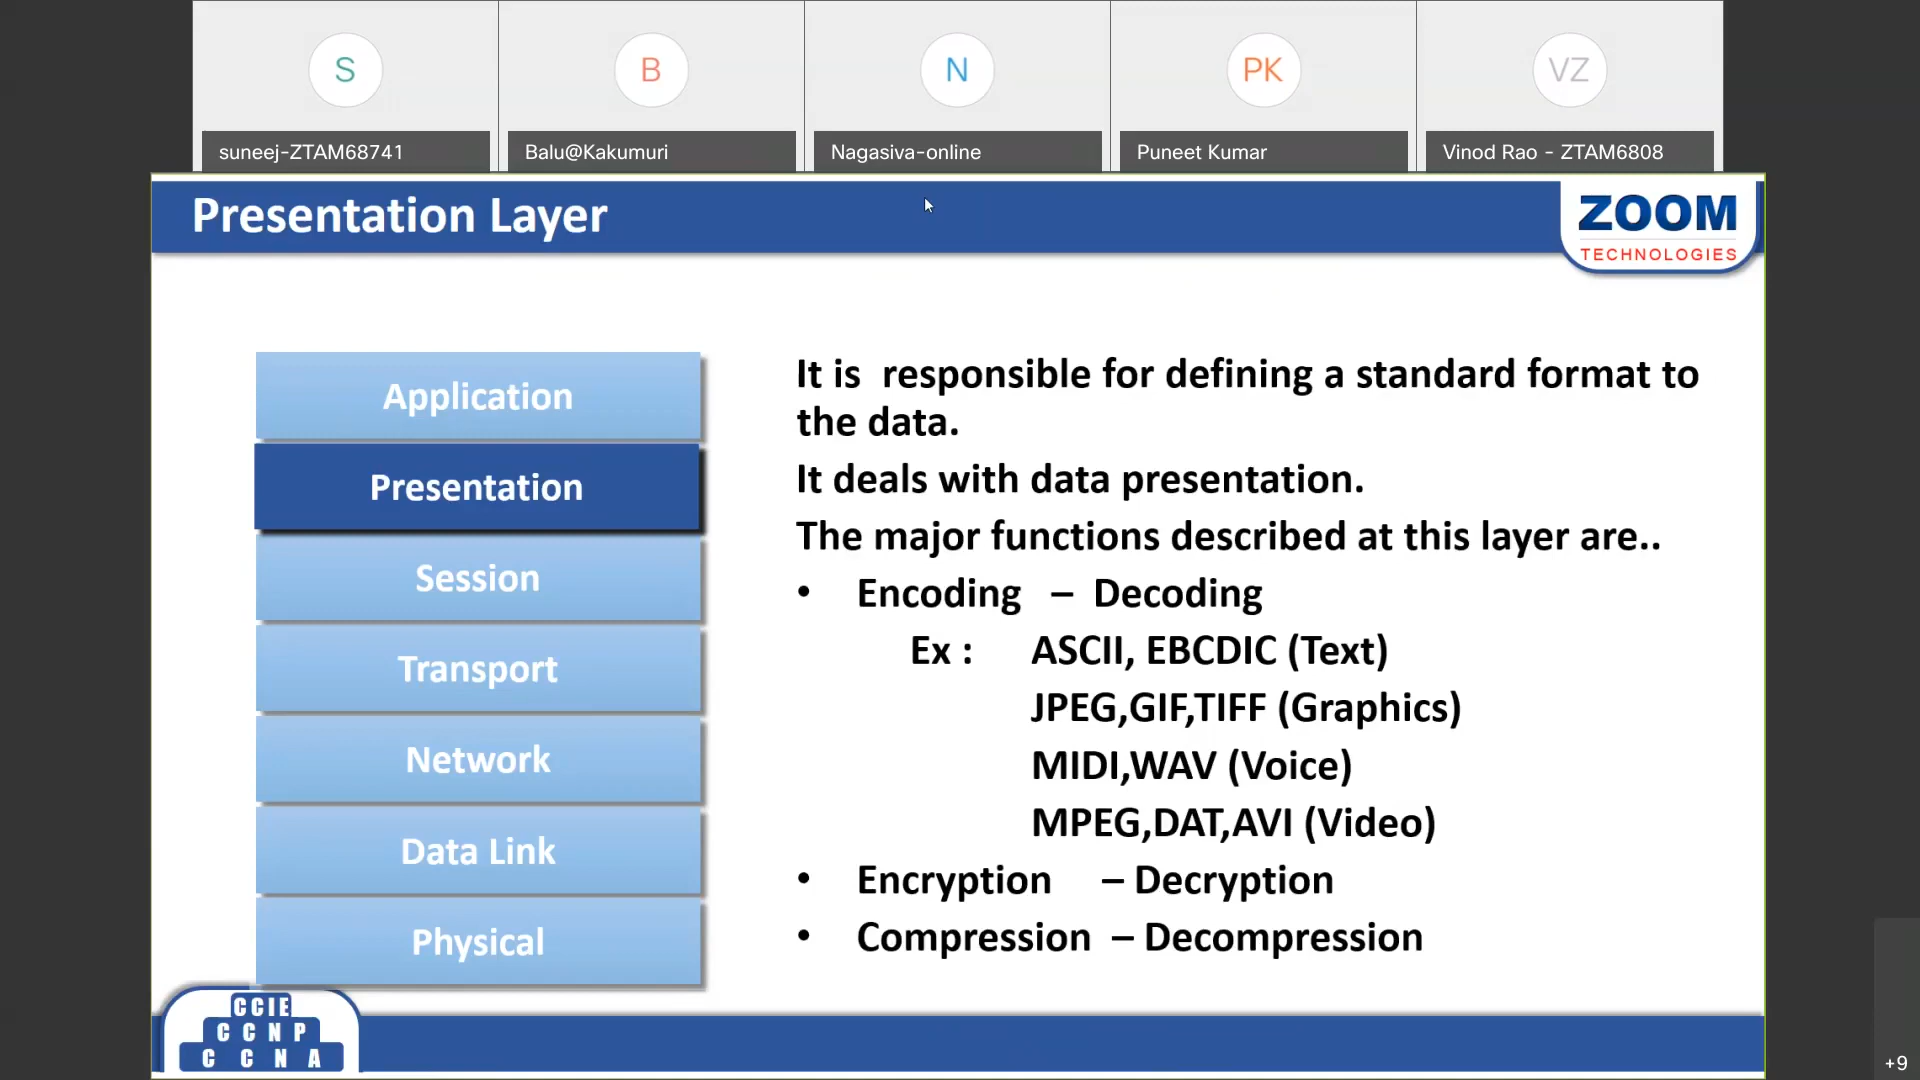 S
B
N
PK
VZ
suneej-ZTAM68741
Balu@Kakumuri
Nagasiva-online
Puneet Kumar
Vinod Rao - ZTAM6808
Presentation Layer
ZOOM
TECHNOLOGIES
Application
Presentation
Session
Transport
Network
Data Link
Physical
It is responsible for defining a standard format to
the data.
It deals with data presentation.
The major functions described at this layer are..
• Encoding – Decoding
Ex : ASCII, EBCDIC (Text)
JPEG,GIF,TIFF (Graphics)
MIDI,WAV (Voice)
MPEG,DAT,AVI (Video)
• Encryption – Decryption
• Compression – Decompression
CCIE
CCNP
CCNA
+9